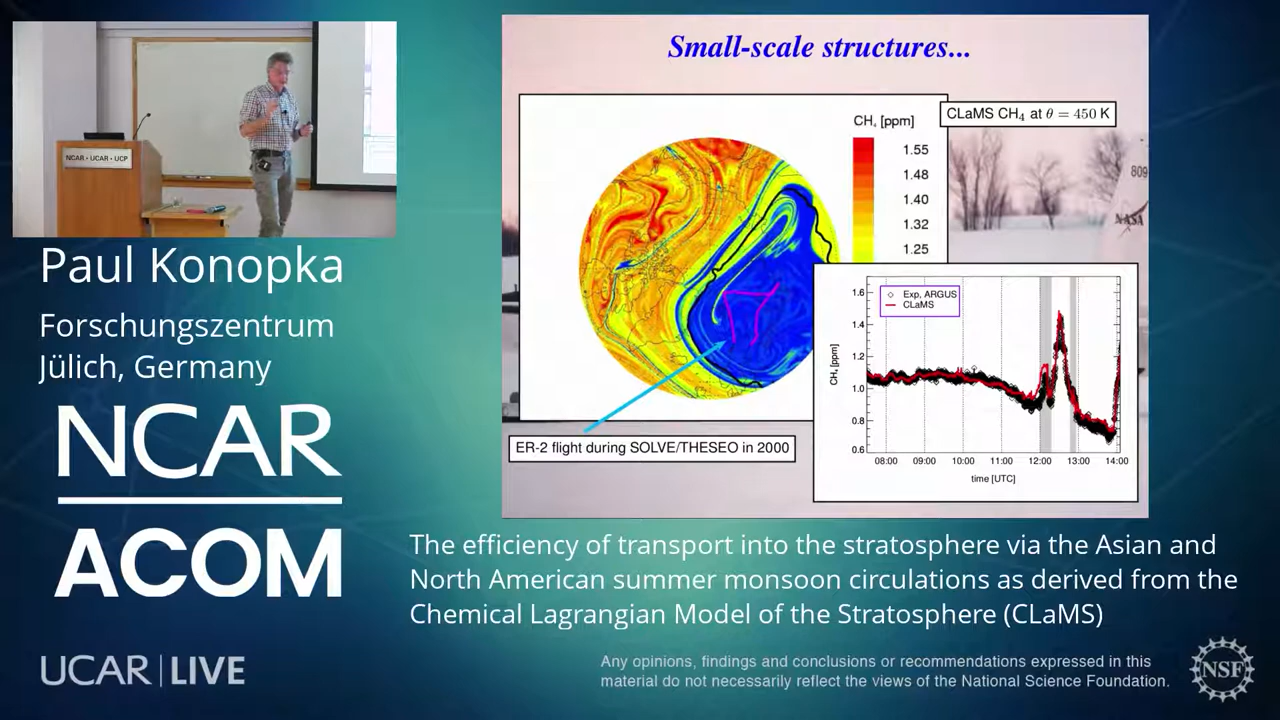 NCAR • UCAR • UCP
Paul Konopka
Forschungszentrum
Jülich, Germany
NCAR
ACOM
UCAR | LIVE
Small-scale structures...
CLaMS CH₄ at θ = 450 K
CH₄ [ppm]
1.55
1.48
1.40
1.32
1.25
809
NASA
ER-2 flight during SOLVE/THESEO in 2000
Exp, ARGUS
CLaMS
CH₄ [ppm]
1.6
1.4
1.2
1.0
0.8
0.6
08:00 09:00 10:00 11:00 12:00 13:00 14:00
time [UTC]
The efficiency of transport into the stratosphere via the Asian and
North American summer monsoon circulations as derived from the
Chemical Lagrangian Model of the Stratosphere (CLaMS)
Any opinions, findings and conclusions or recommendations expressed in this
material do not necessarily reflect the views of the National Science Foundation.
NSF